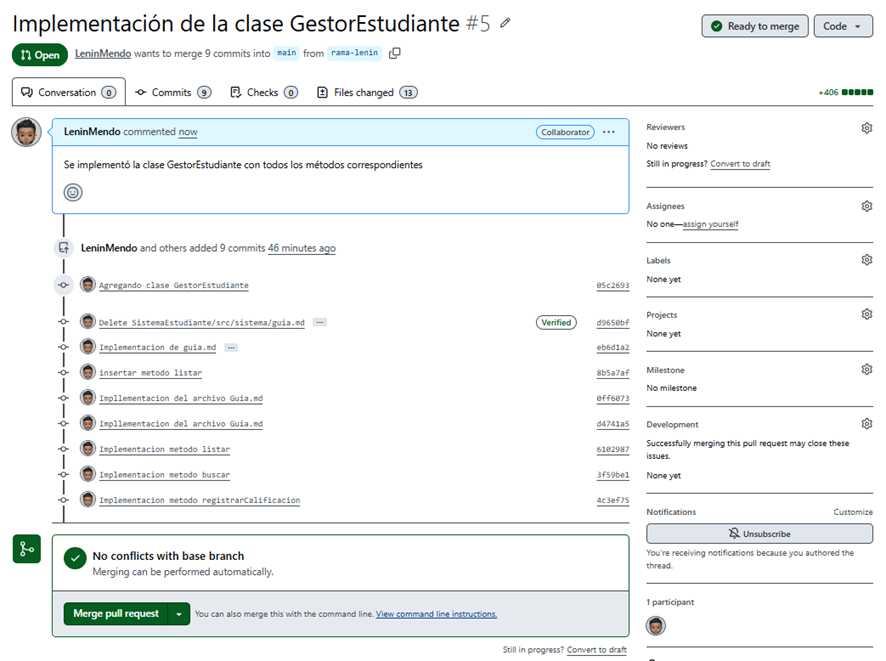 Implementación de la clase GestorEstudiante #5
Ready to merge
Code
Open
LeninMendo wants to merge 9 commits into main from rama-lenin
Conversation 0
Commits 9
Checks 0
Files changed 13
+406
LeninMendo commented now
Collaborator
Se implementó la clase GestorEstudiante con todos los métodos correspondientes
LeninMendo and others added 9 commits 46 minutes ago
Agregando clase GestorEstudiante 05c2693
Delete SistemaEstudiante/src/sistema/guia.md ... Verified d9650bf
Implementacion de guia.md ... eb6d1a2
insertar metodo listar 8b5a7af
Impllementacion del archivo Guia.md 0ff6073
Impllementacion del archivo Guia.md d4741a5
Implementacion metodo listar 6102987
Implementacion metodo buscar 3f59be1
Implementacion metodo registrarCalificacion 4c3ef75
No conflicts with base branch
Merging can be performed automatically.
Merge pull request
You can also merge this with the command line. View command line instructions.
Still in progress? Convert to draft
Reviewers
No reviews
Still in progress? Convert to draft
Assignees
No one—assign yourself
Labels
None yet
Projects
None yet
Milestone
No milestone
Development
Successfully merging this pull request may close these
issues.
None yet
Notifications
Customize
Unsubscribe
You're receiving notifications because you authored the
thread.
1 participant